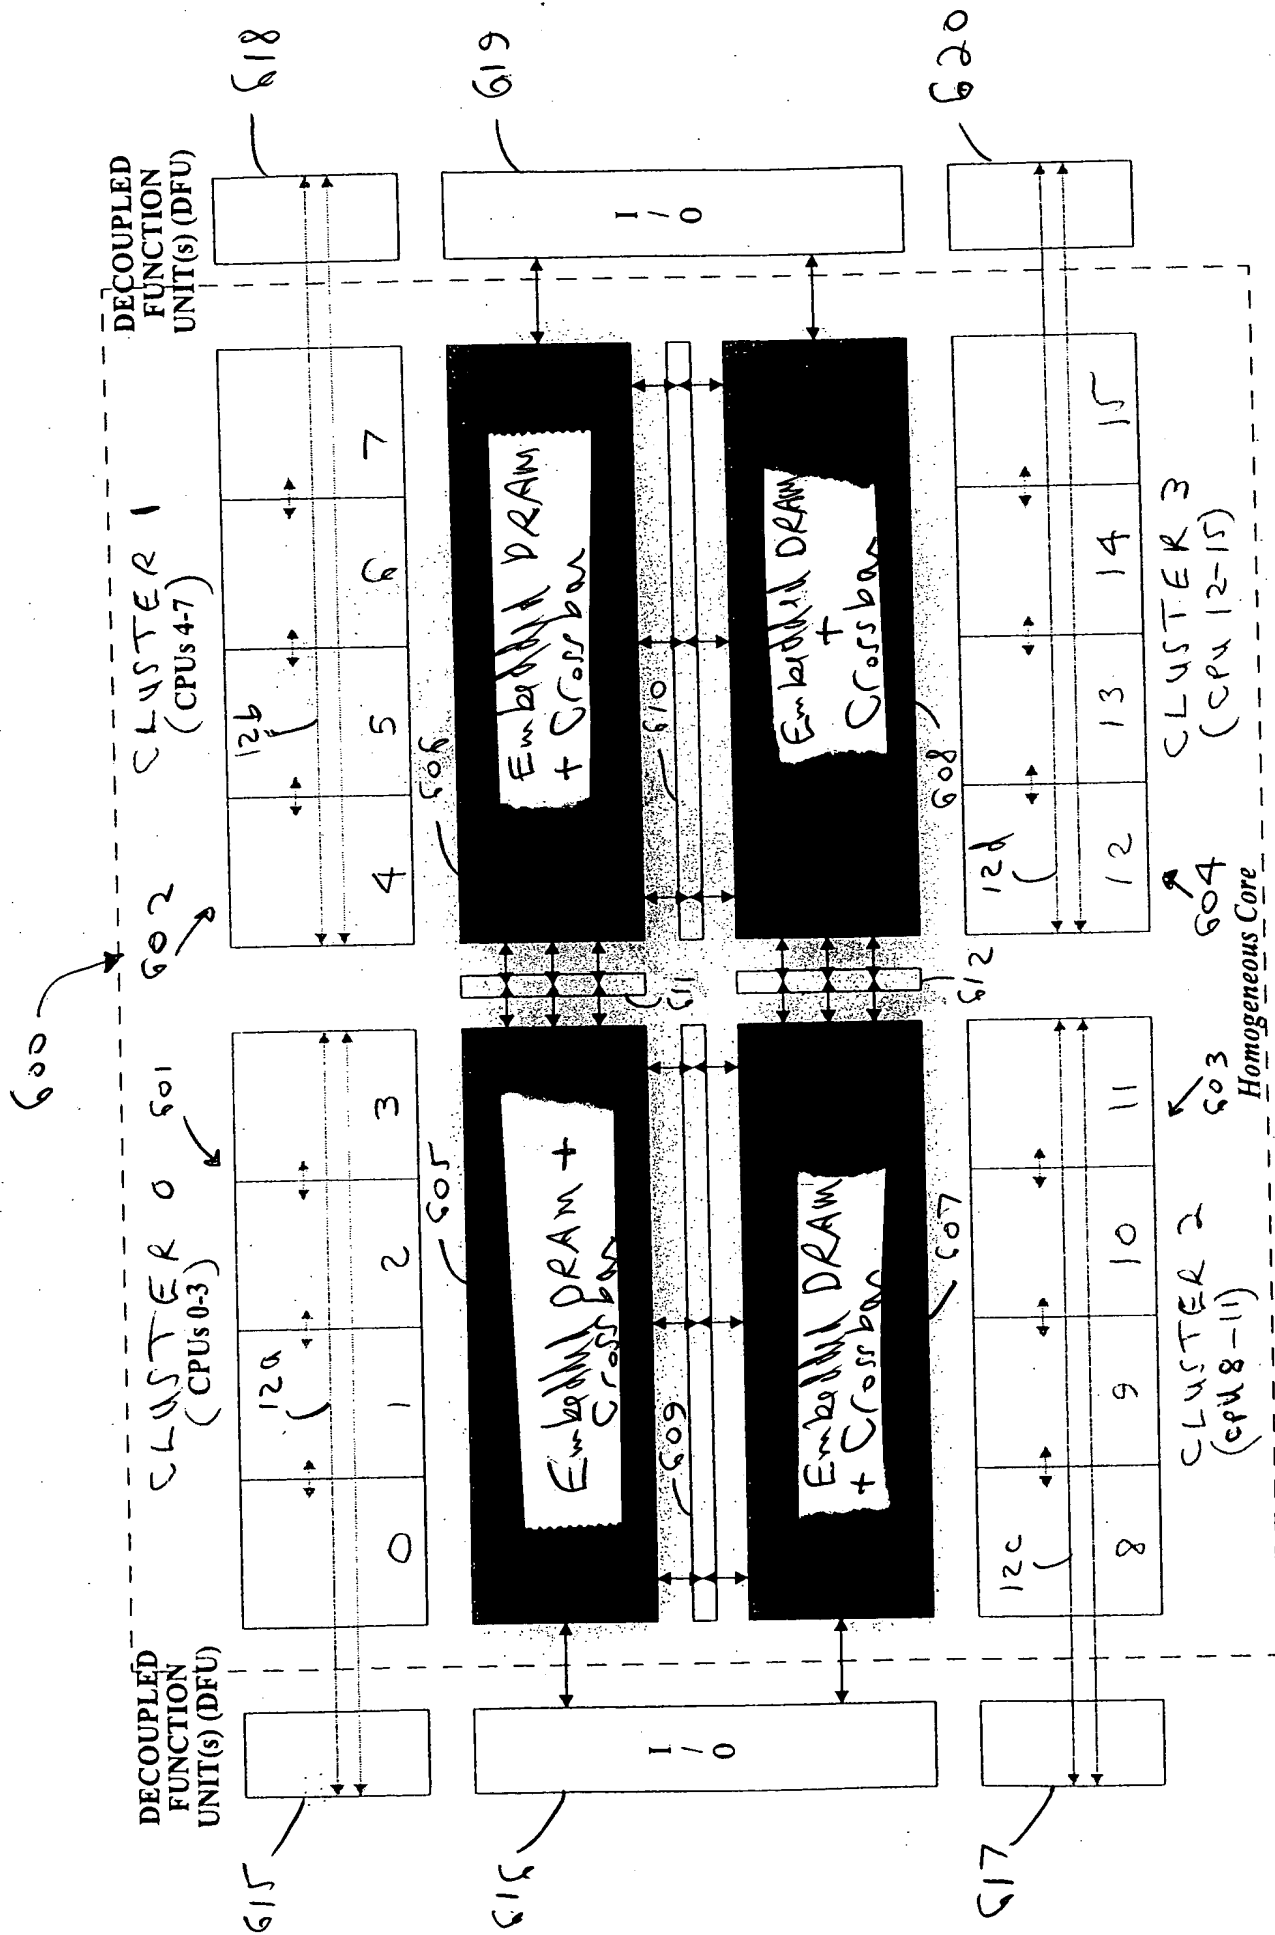 600
DECOUPLED
FUNCTION
UNIT(s) (DFU)
DECOUPLED
FUNCTION
UNIT(s) (DFU)
CLUSTER 0
(CPUs 0-3)
601
602
CLUSTER 1
(CPUs 4-7)
615
618
12a
12b
0
1
2
3
4
5
6
7
605
606
616
619
I/O
I/O
Embedded DRAM +
Crossbar
Embedded DRAM
+ Crossbar
609
611
610
Embedded DRAM
+ Crossbar
Embedded DRAM
+
Crossbar
607
612
608
617
620
12c
12d
8
9
10
11
12
13
14
15
CLUSTER 2
(CPU 8-11)
603
604
CLUSTER 3
(CPU 12-15)
Homogeneous Core